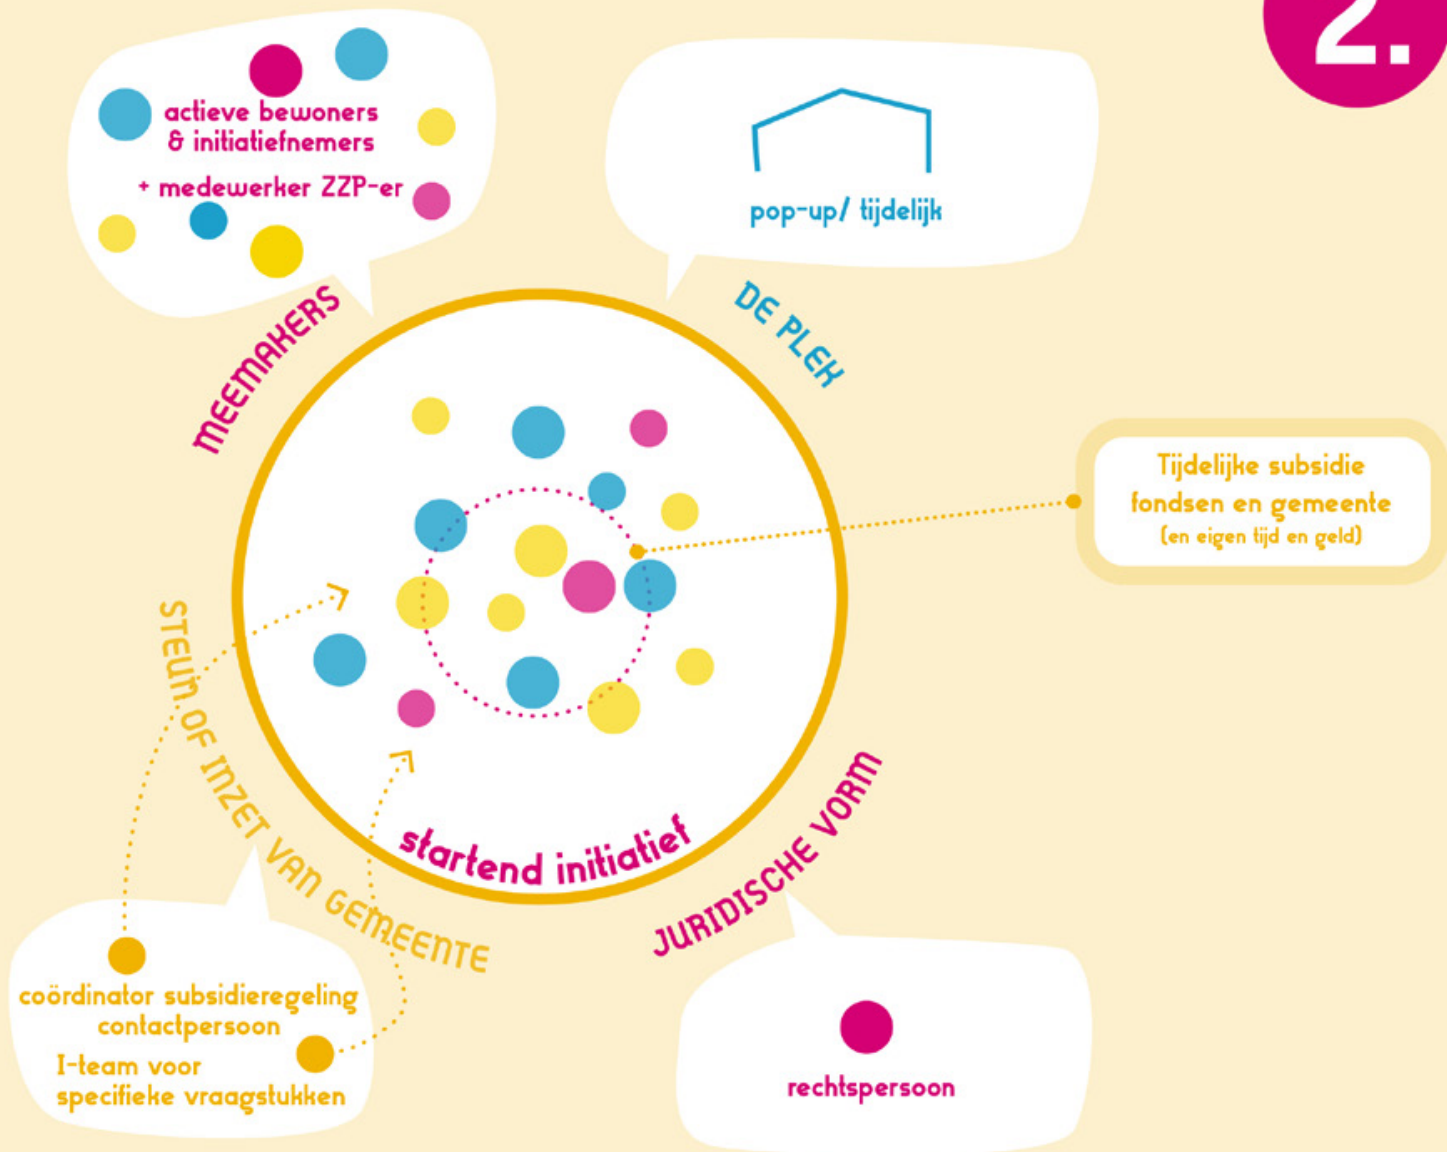 2.
actieve bewoners
& initiatiefnemers
+ medewerker ZZP-er
pop-up/ tijdelijk
MEEMAKERS
DE PLEK
Tijdelijke subsidie
fondsen en gemeente
(en eigen tijd en geld)
STEUN OF INZET VAN GEMEENTE
startend initiatief
JURIDISCHE VORM
coördinator subsidieregeling
contactpersoon
I-team voor
specifieke vraagstukken
rechtspersoon